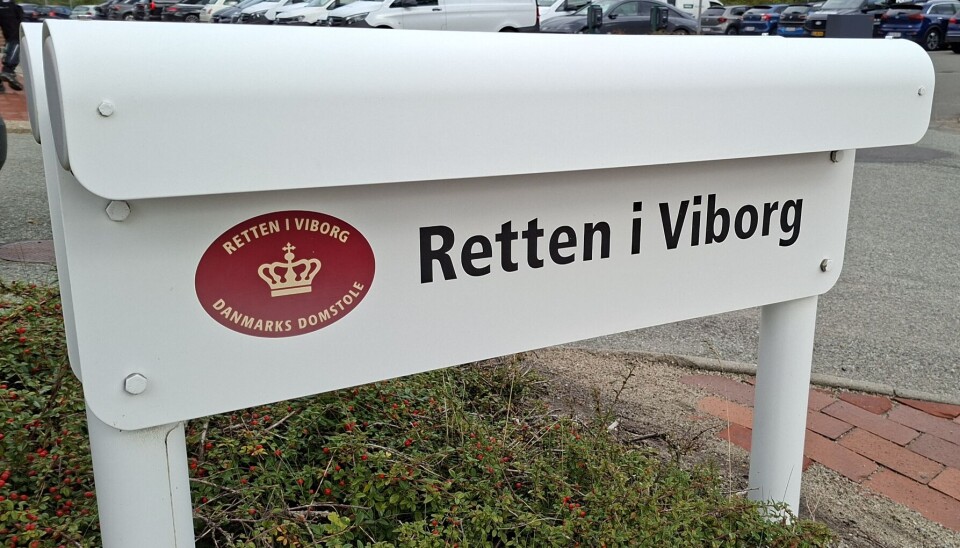 RETTEN I VIBORG
DANMARKS DOMSTOLE
Retten i Viborg